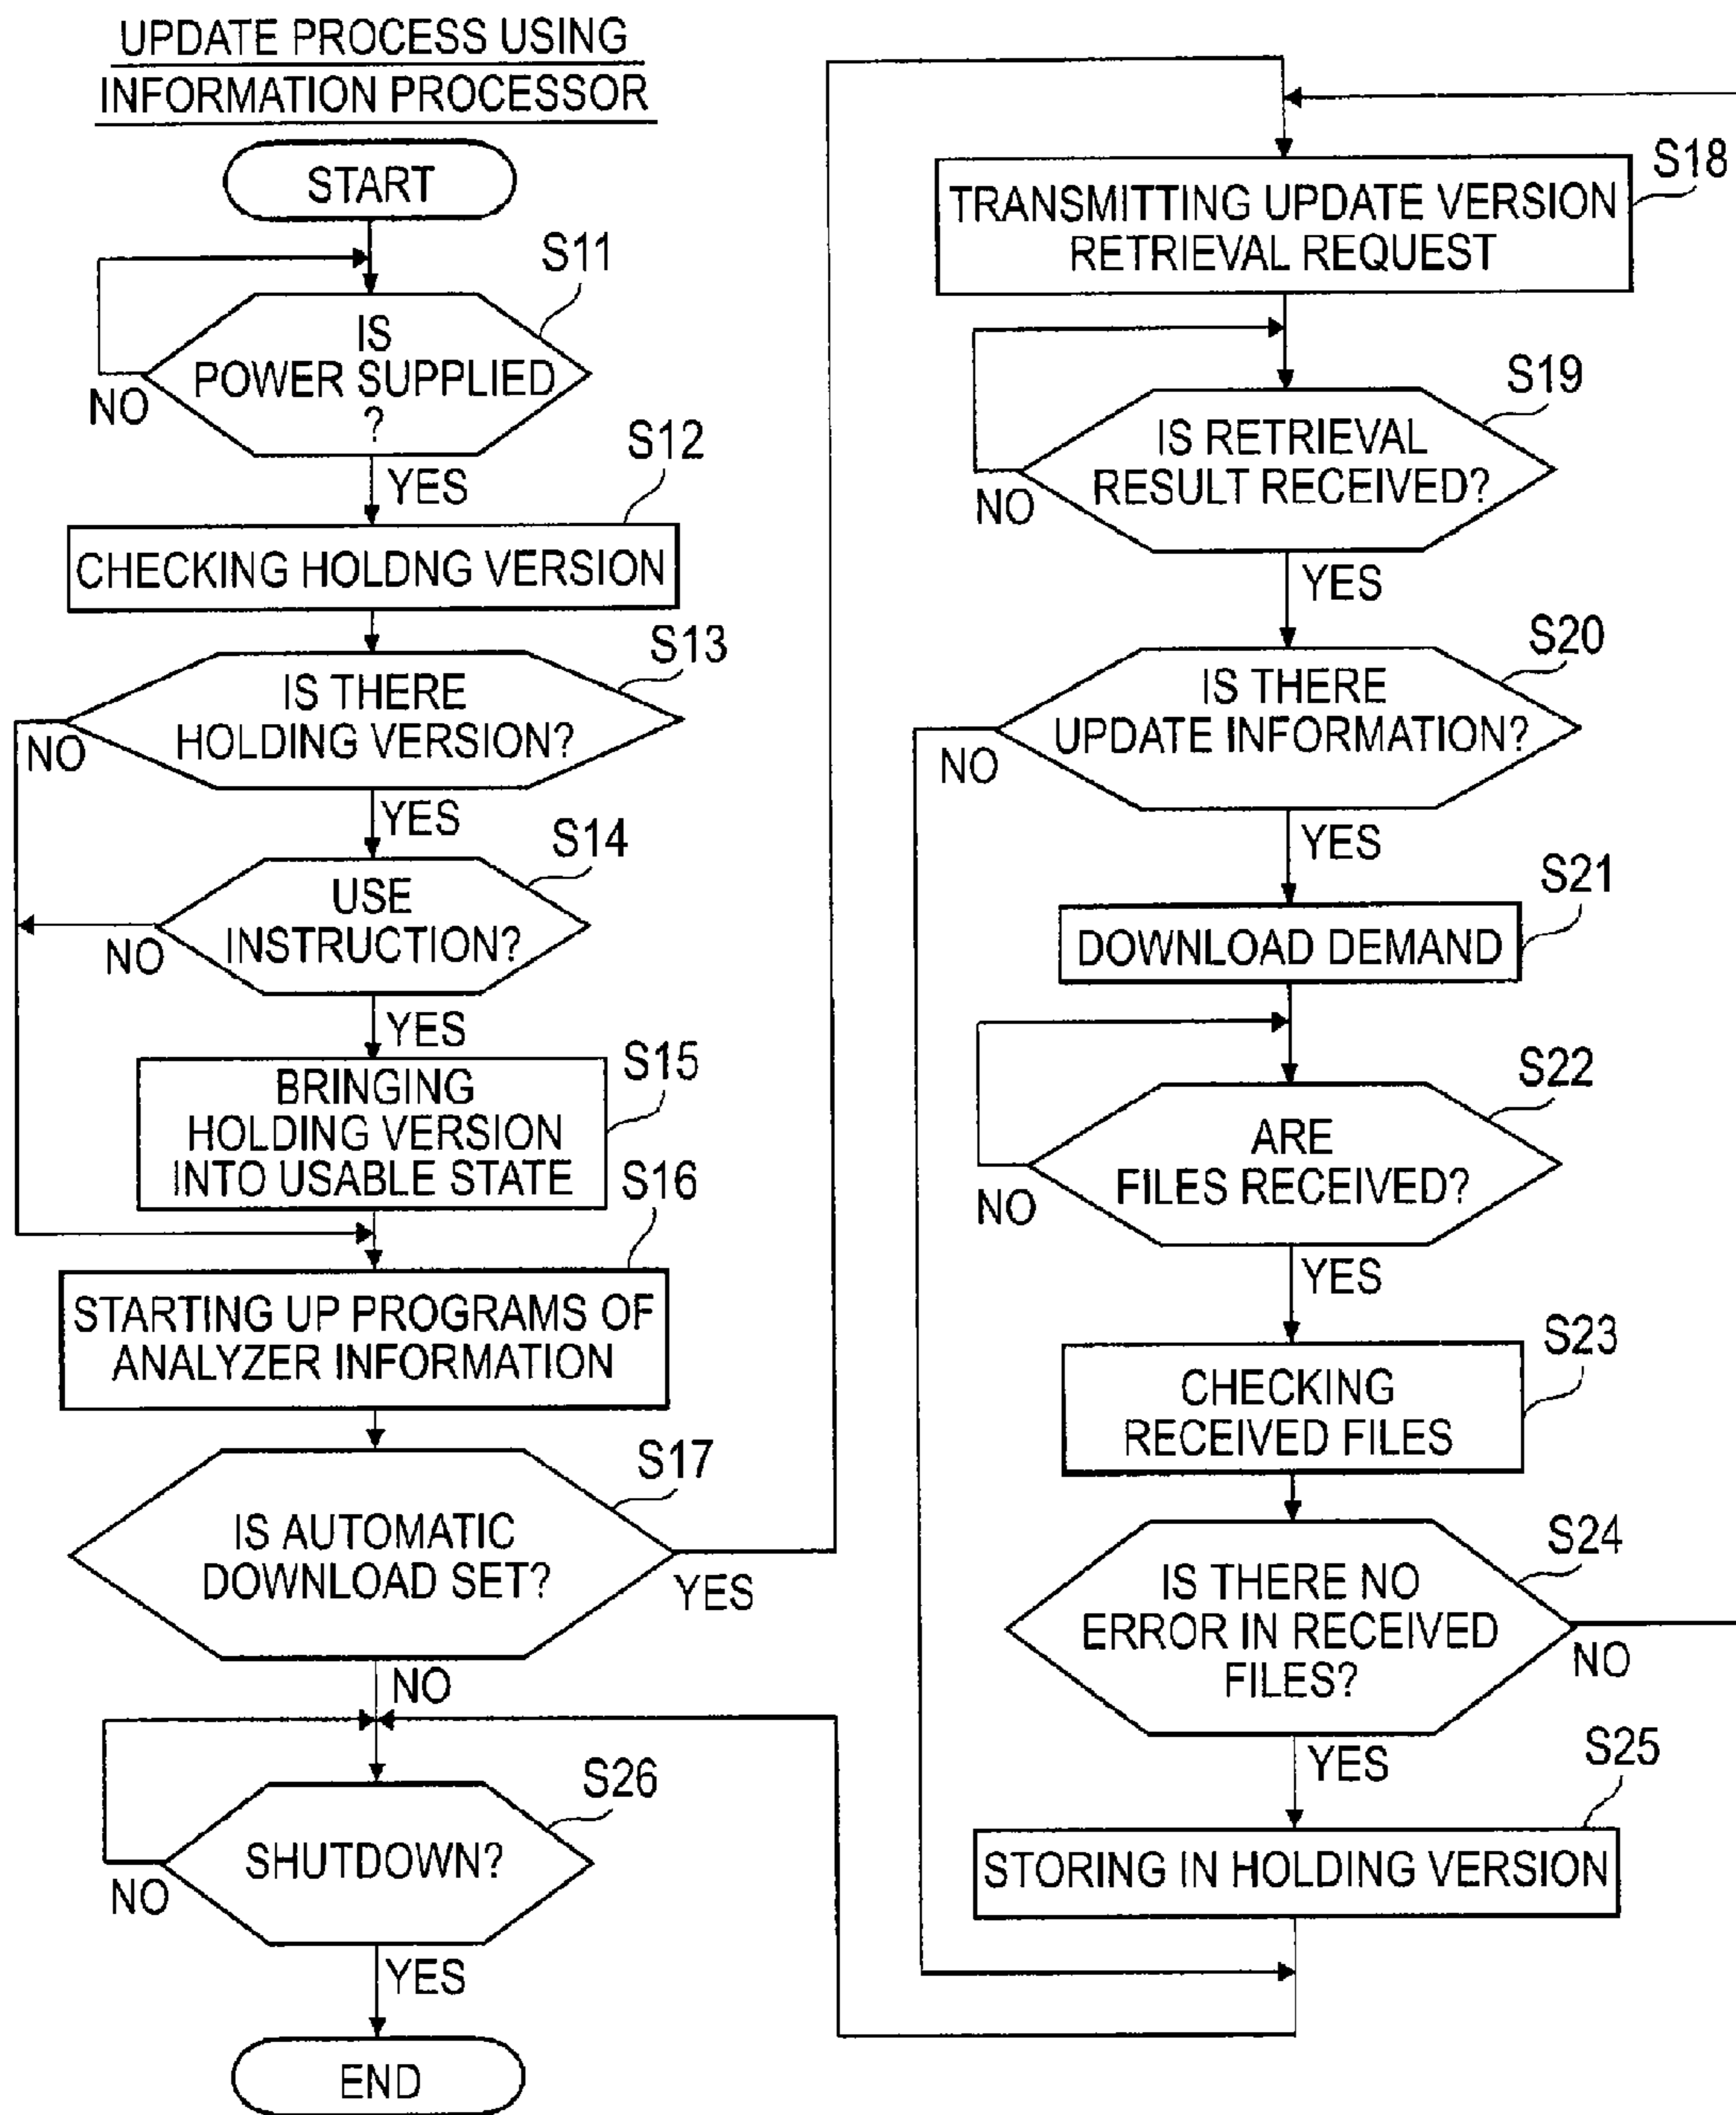 UPDATE PROCESS USING
INFORMATION PROCESSOR
START
S11
IS
POWER SUPPLIED
?
NO
YES
S12
CHECKING HOLDNG VERSION
S13
IS THERE
HOLDING VERSION?
NO
YES
S14
USE
INSTRUCTION?
NO
YES
S15
BRINGING
HOLDING VERSION
INTO USABLE STATE
S16
STARTING UP PROGRAMS OF
ANALYZER INFORMATION
S17
IS AUTOMATIC
DOWNLOAD SET?
YES
NO
S26
SHUTDOWN?
NO
YES
END
S18
TRANSMITTING UPDATE VERSION
RETRIEVAL REQUEST
S19
IS RETRIEVAL
RESULT RECEIVED?
NO
YES
S20
IS THERE
UPDATE INFORMATION?
NO
YES
S21
DOWNLOAD DEMAND
S22
ARE
FILES RECEIVED?
NO
YES
S23
CHECKING
RECEIVED FILES
S24
IS THERE NO
ERROR IN RECEIVED
FILES?
NO
YES
S25
STORING IN HOLDING VERSION